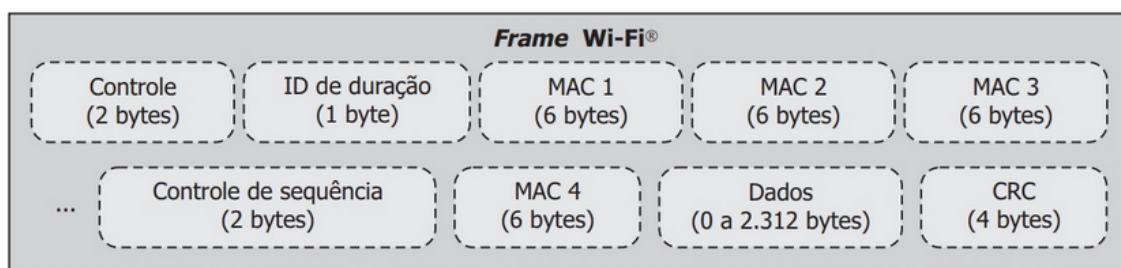 Frame Wi-Fi®
Controle ID de duração MAC 1 MAC 2 MAC 3
(2 bytes) (1 byte) (6 bytes) (6 bytes) (6 bytes)
... Controle de sequência MAC 4 Dados CRC
(2 bytes) (6 bytes) (0 a 2.312 bytes) (4 bytes)